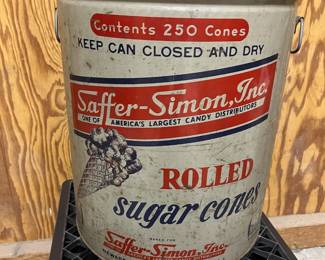 Contents 250 Cones
KEEP CAN CLOSED AND DRY
Saffer-Simon, Inc.
ONE OF AMERICA'S LARGEST CANDY DISTRIBUTORS
ROLLED
sugar cones
Saffer-Simon, Inc.